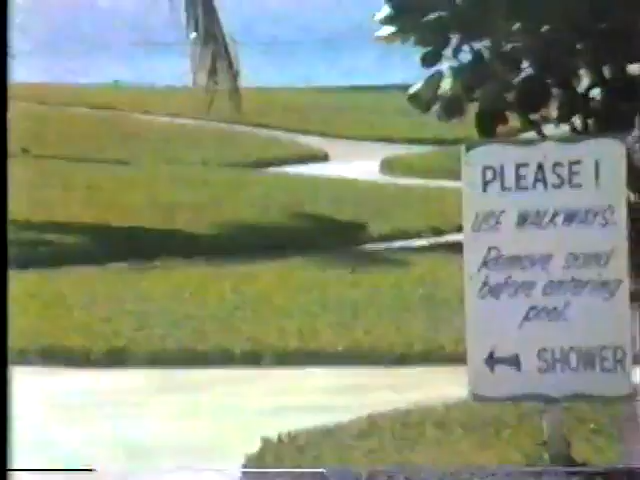 PLEASE!
USE WALKWAYS.
Remove sand
before entering
pool.
← SHOWER